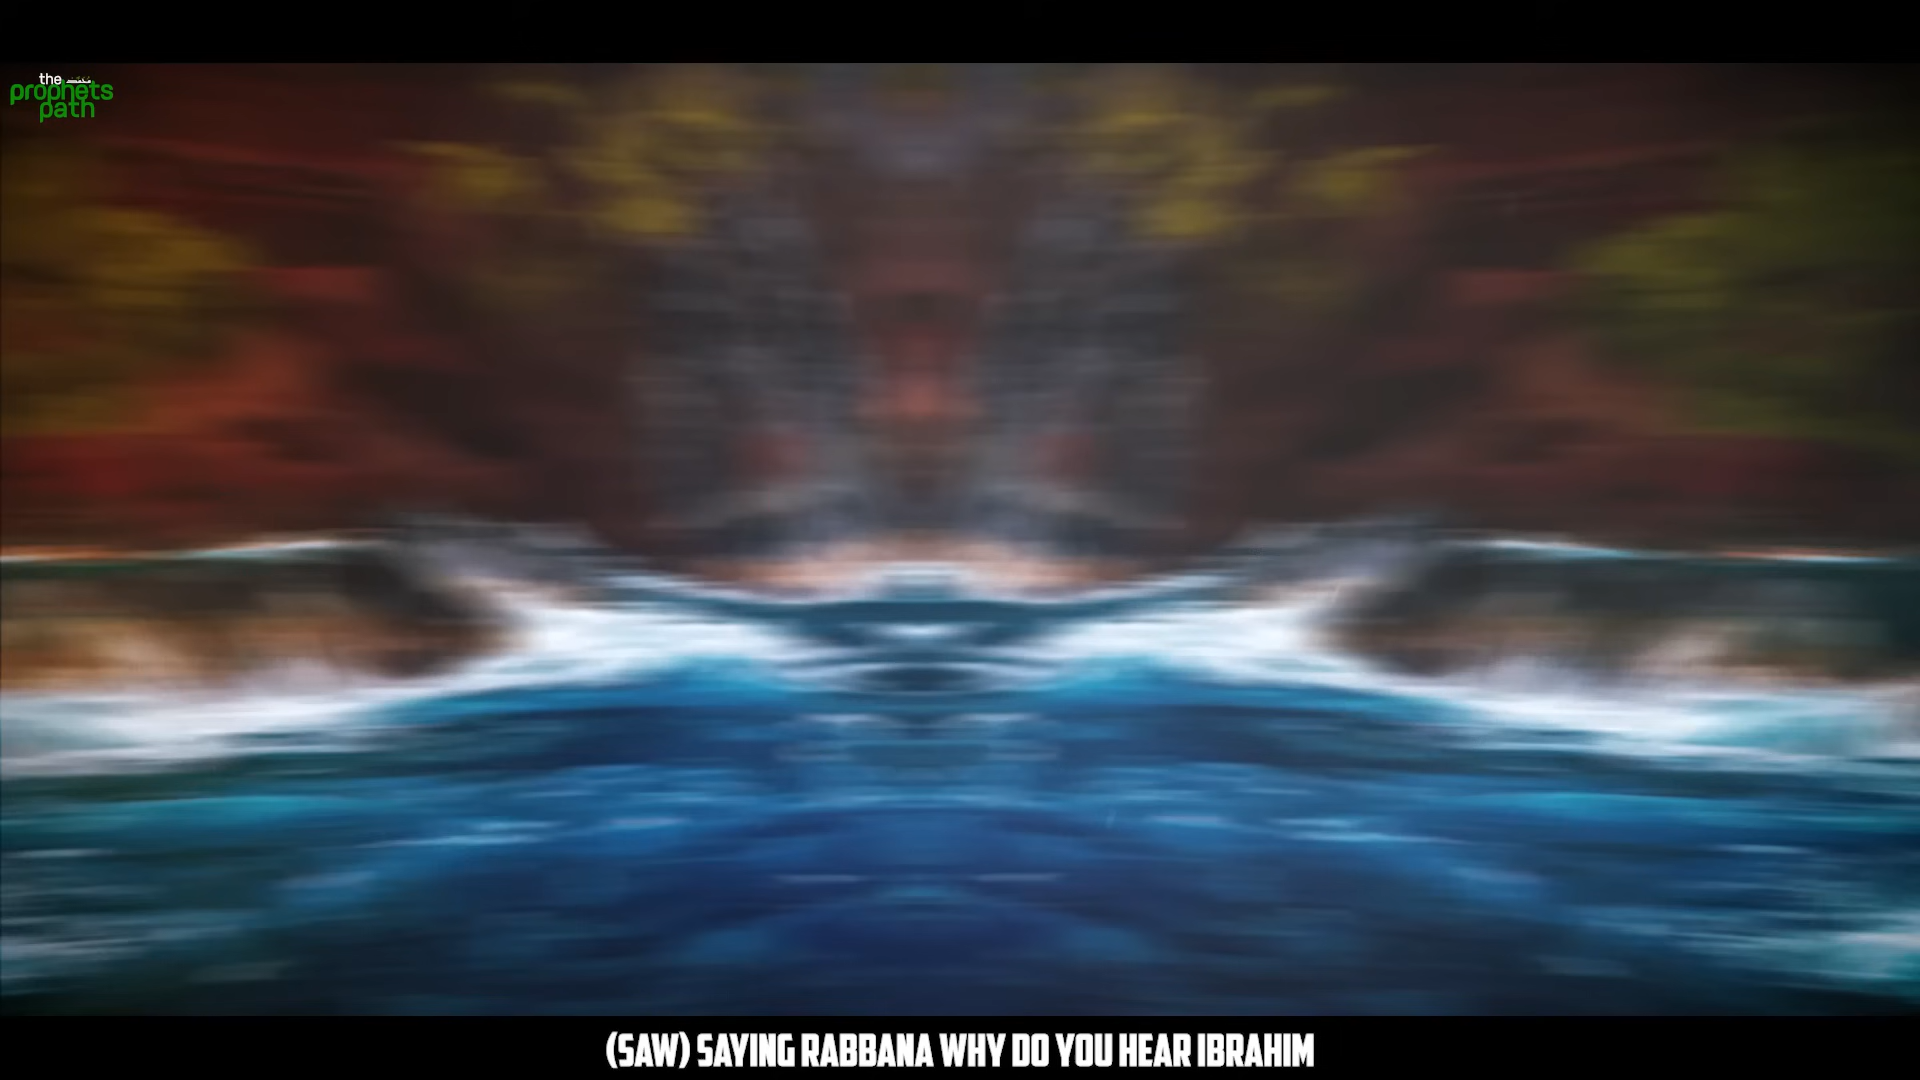 the
prophets
path
(SAW) SAYING RABBANA WHY DO YOU HEAR IBRAHIM